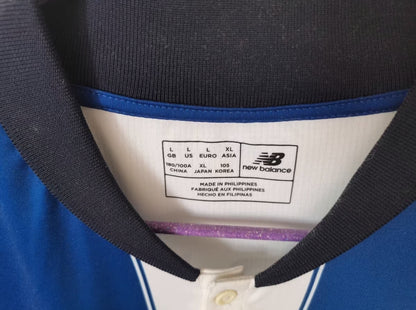 L L L XL
GB US EURO ASIA
180/100A XL 105
CHINA JAPAN KOREA
NB
new balance
MADE IN PHILIPPINES
FABRIQUÉ AUX PHILIPPINES
HECHO EN FILIPINAS